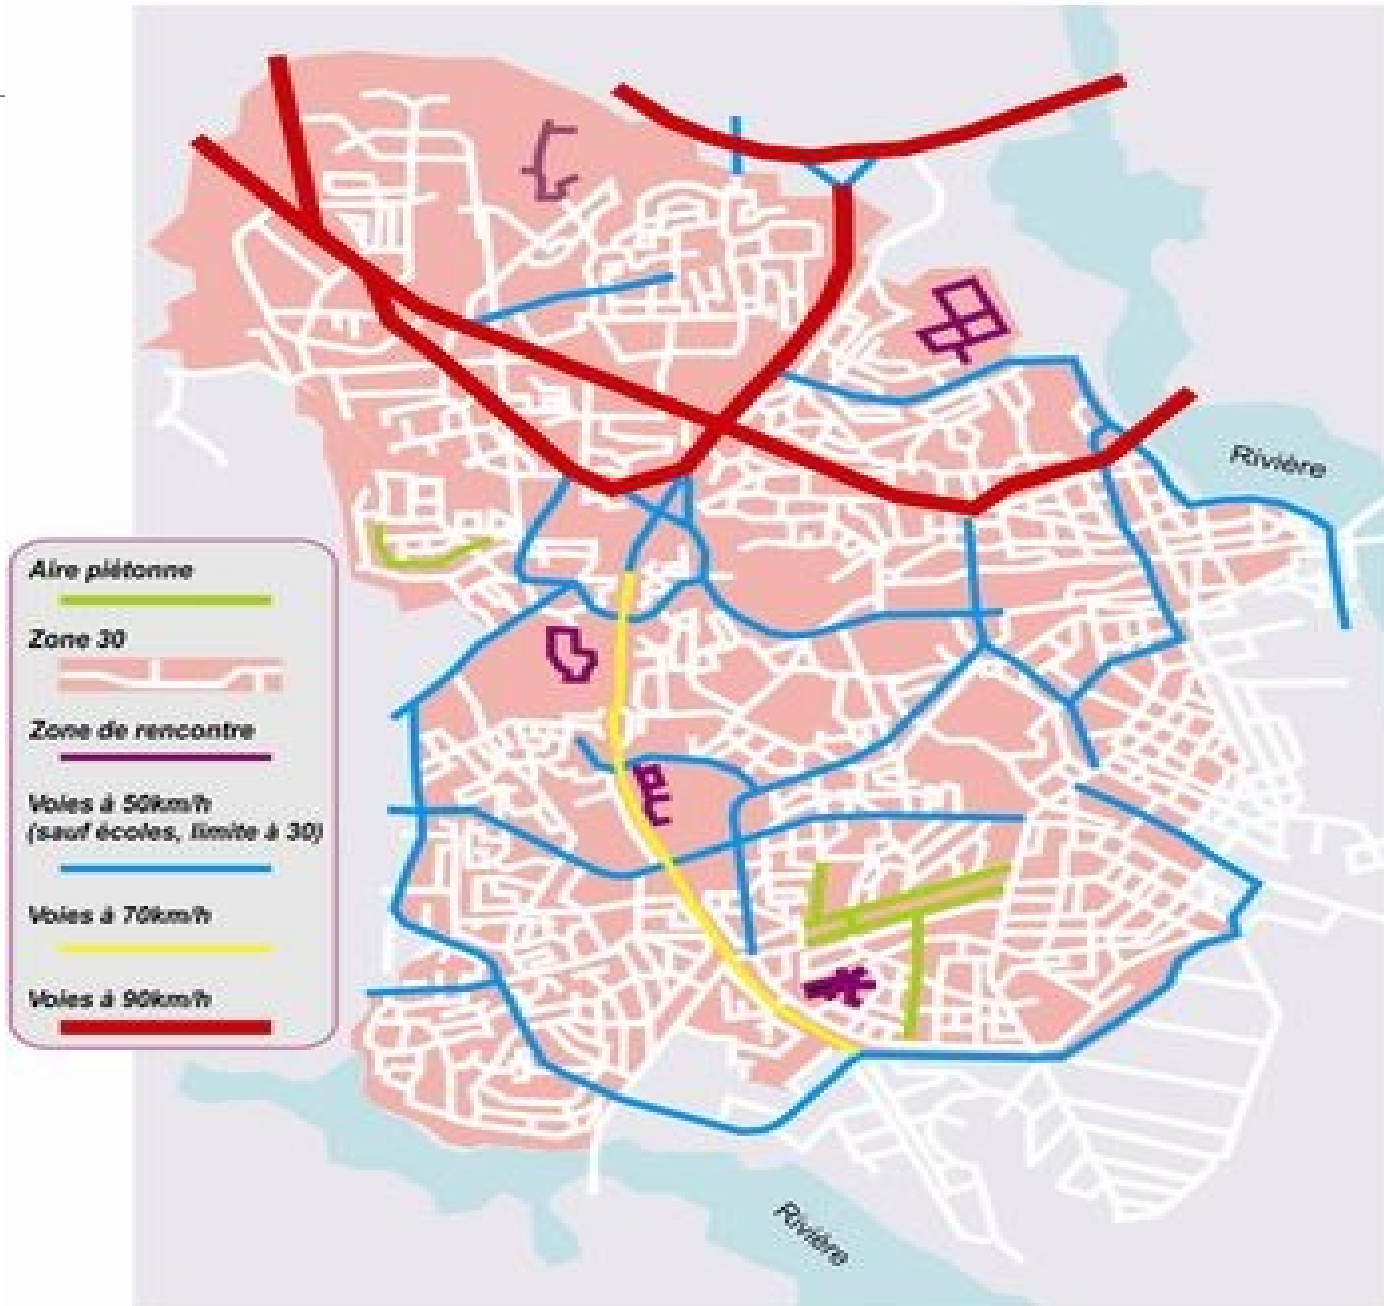 Aire piétonne
Zone 30
Zone de rencontre
Voies à 50km/h
(sauf écoles, limite à 30)
Voies à 70km/h
Voies à 90km/h
Rivière
Rivière